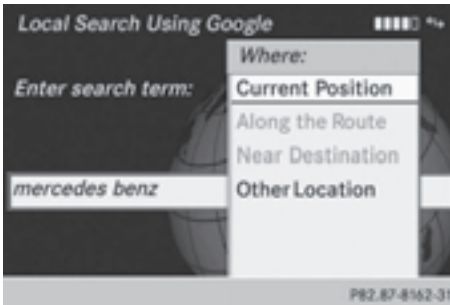 Local Search Using Google
Where:
Enter search term:
Current Position
Along the Route
Near Destination
mercedes benz
Other Location
P82.87-8162-31